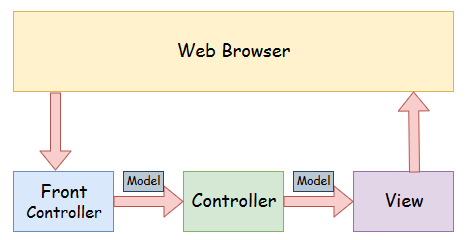 Web Browser
Model
Model
Front
Controller
Controller
View